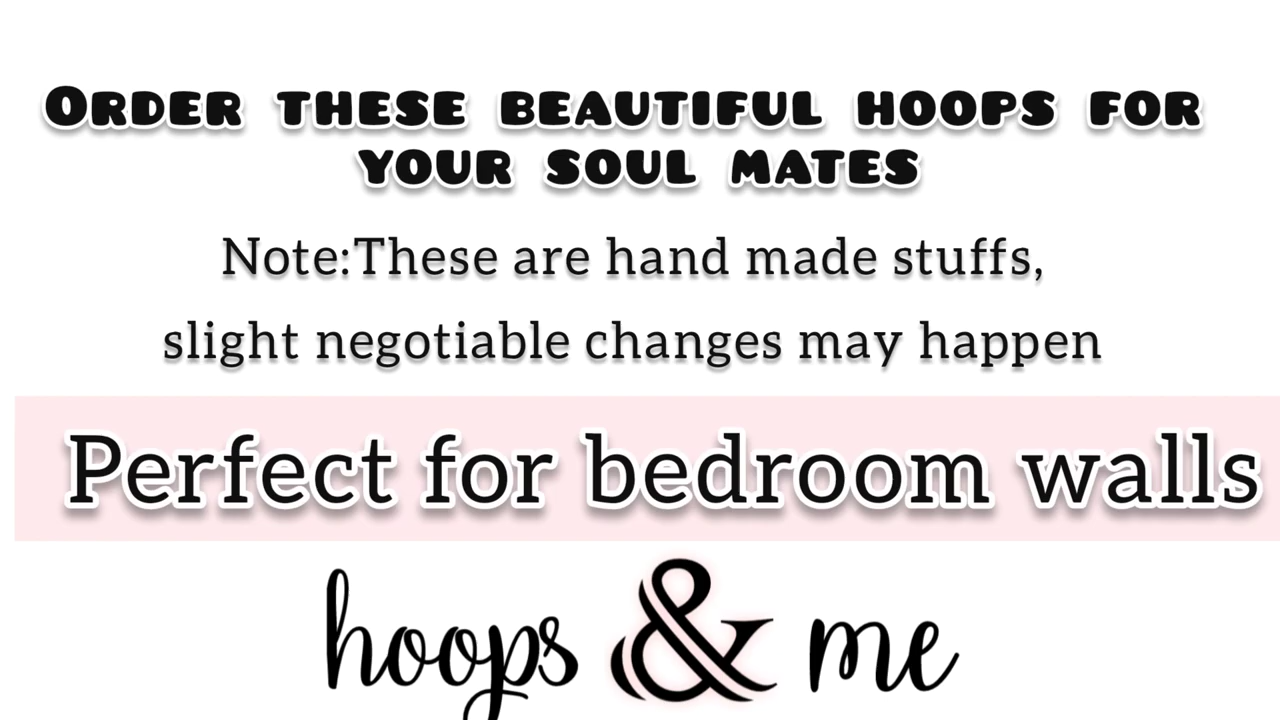 Order these beautiful hoops for
your soul mates
Note:These are hand made stuffs,
slight negotiable changes may happen
Perfect for bedroom walls
hoops & me